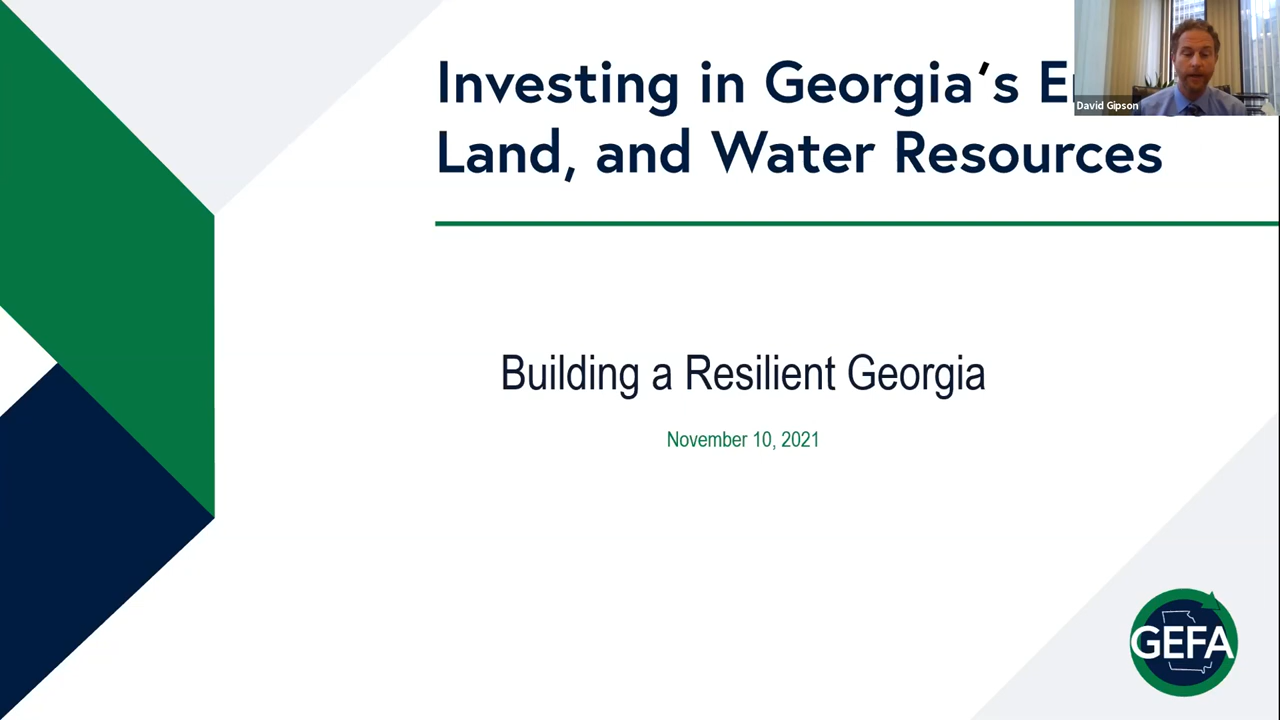 Investing in Georgia's
Land, and Water Resources
David Gipson
Building a Resilient Georgia
November 10, 2021
GEFA